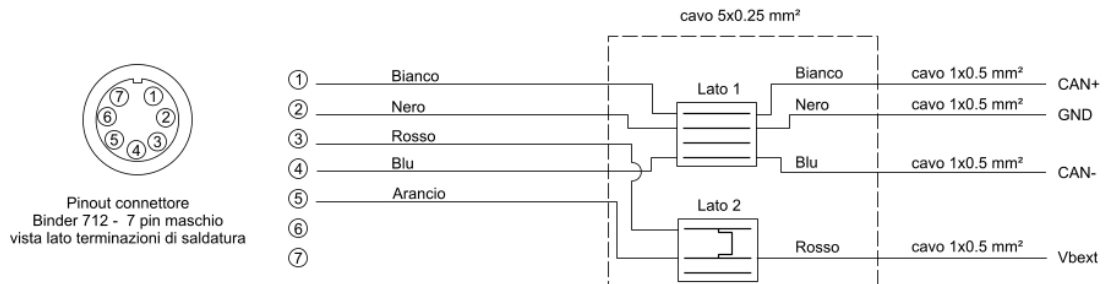 cavo 5x0.25 mm²
7 1
6 2
5 3
4
Pinout connettore
Binder 712 - 7 pin maschio
vista lato terminazioni di saldatura
1 Bianco
2 Nero
3 Rosso
4 Blu
5 Arancio
6
7
Lato 1
Lato 2
Bianco cavo 1x0.5 mm² CAN+
Nero cavo 1x0.5 mm² GND
Blu cavo 1x0.5 mm² CAN-
Rosso cavo 1x0.5 mm² Vbext